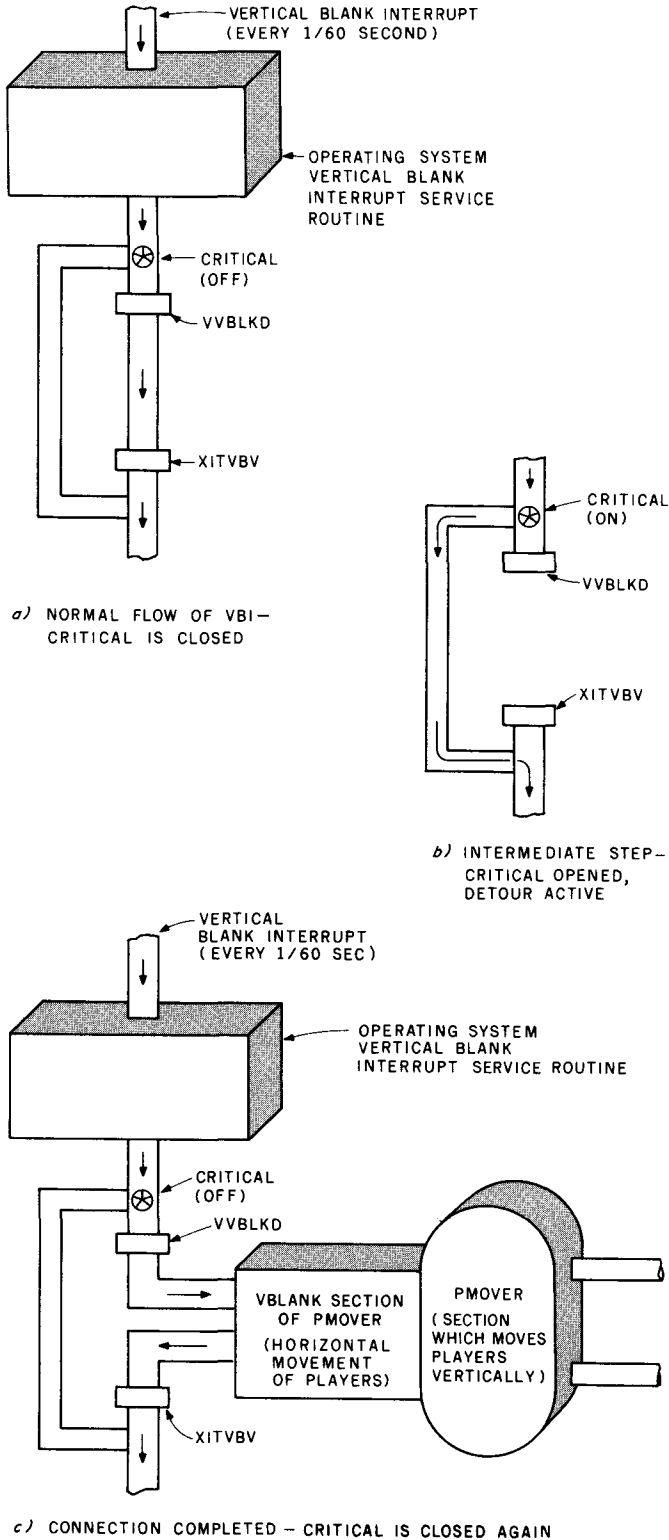 VERTICAL BLANK INTERRUPT
(EVERY 1/60 SECOND)
OPERATING SYSTEM
VERTICAL BLANK
INTERRUPT SERVICE
ROUTINE
CRITICAL
(OFF)
VVBLKD
XITVBV
a) NORMAL FLOW OF VBI—
CRITICAL IS CLOSED
CRITICAL
(ON)
VVBLKD
XITVBV
b) INTERMEDIATE STEP—
CRITICAL OPENED,
DETOUR ACTIVE
VERTICAL
BLANK INTERRUPT
(EVERY 1/60 SEC)
OPERATING SYSTEM
VERTICAL BLANK
INTERRUPT SERVICE ROUTINE
CRITICAL
(OFF)
VVBLKD
VBLANK SECTION
OF PMOVER
(HORIZONTAL
MOVEMENT
OF PLAYERS)
PMOVER
(SECTION
WHICH MOVES
PLAYERS
VERTICALLY)
XITVBV
c) CONNECTION COMPLETED — CRITICAL IS CLOSED AGAIN